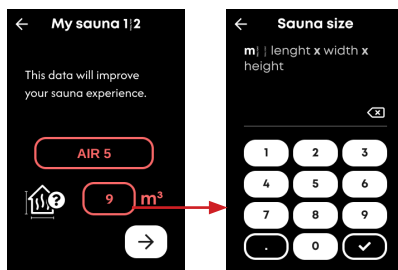 My sauna 1¦2
This data will improve
your sauna experience.
AIR 5
9 m³
Sauna size
m¦ ¦ lenght x width x
height
1 2 3
4 5 6
7 8 9
. 0